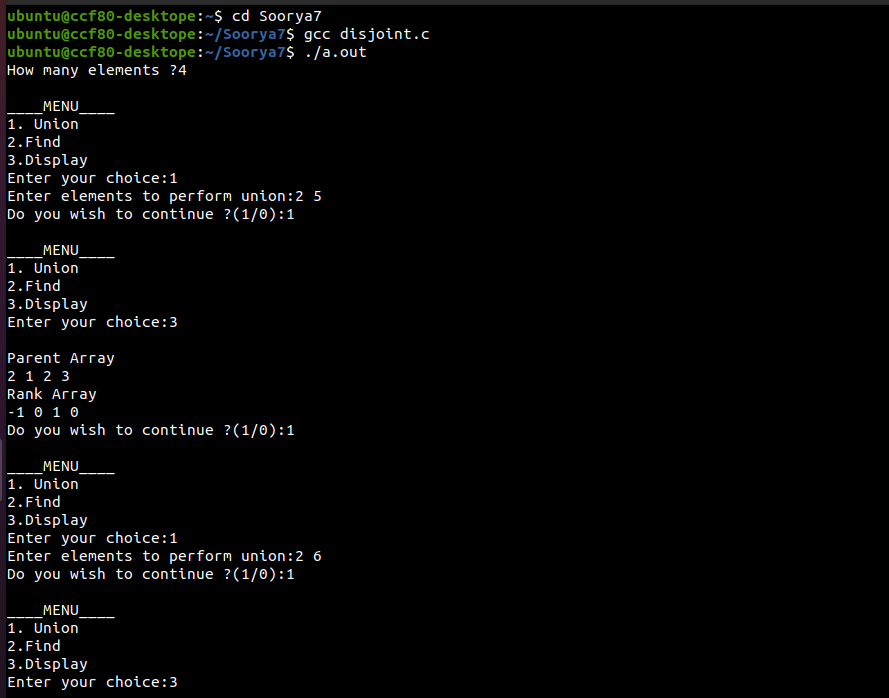 ubuntu@ccf80-desktope:~$ cd Soorya7
ubuntu@ccf80-desktope:~/Soorya7$ gcc disjoint.c
ubuntu@ccf80-desktope:~/Soorya7$ ./a.out
How many elements ?4
____MENU____
1. Union
2.Find
3.Display
Enter your choice:1
Enter elements to perform union:2 5
Do you wish to continue ?(1/0):1
____MENU____
1. Union
2.Find
3.Display
Enter your choice:3
Parent Array
2 1 2 3
Rank Array
-1 0 1 0
Do you wish to continue ?(1/0):1
____MENU____
1. Union
2.Find
3.Display
Enter your choice:1
Enter elements to perform union:2 6
Do you wish to continue ?(1/0):1
____MENU____
1. Union
2.Find
3.Display
Enter your choice:3